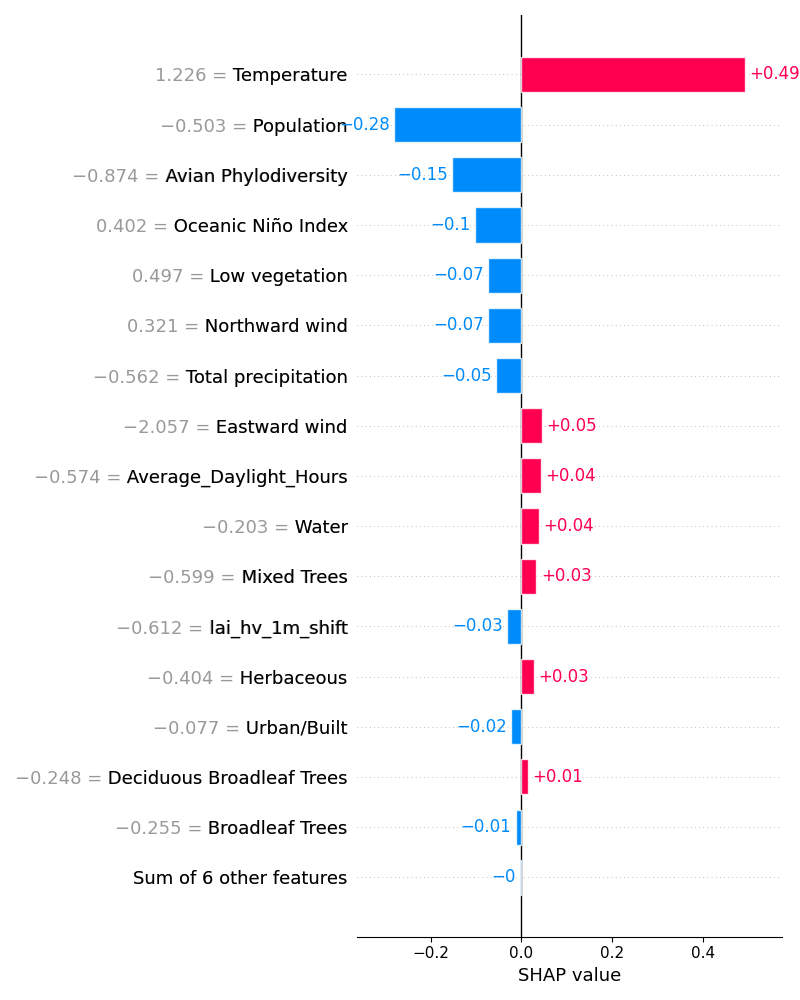 1.226 = Temperature +0.49
−0.503 = Population −0.28
−0.874 = Avian Phylodiversity −0.15
0.402 = Oceanic Niño Index −0.1
0.497 = Low vegetation −0.07
0.321 = Northward wind −0.07
−0.562 = Total precipitation −0.05
−2.057 = Eastward wind +0.05
−0.574 = Average_Daylight_Hours +0.04
−0.203 = Water +0.04
−0.599 = Mixed Trees +0.03
−0.612 = lai_hv_1m_shift −0.03
−0.404 = Herbaceous +0.03
−0.077 = Urban/Built −0.02
−0.248 = Deciduous Broadleaf Trees +0.01
−0.255 = Broadleaf Trees −0.01
Sum of 6 other features −0
−0.2 0.0 0.2 0.4
SHAP value